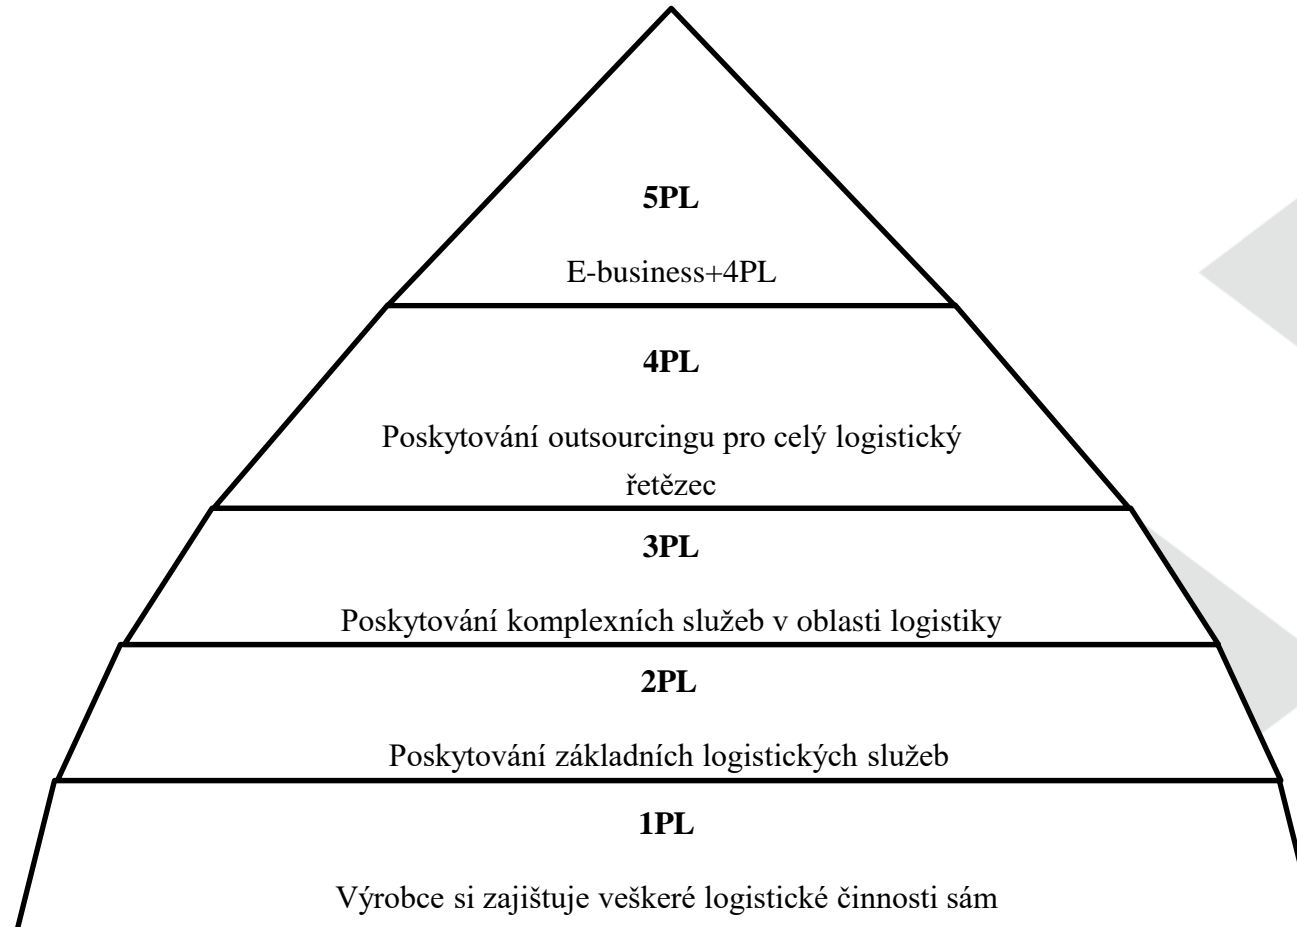 5PL
E-business+4PL
4PL
Poskytování outsourcingu pro celý logistický
řetězec
3PL
Poskytování komplexních služeb v oblasti logistiky
2PL
Poskytování základních logistických služeb
1PL
Výrobce si zajištuje veškeré logistické činnosti sám